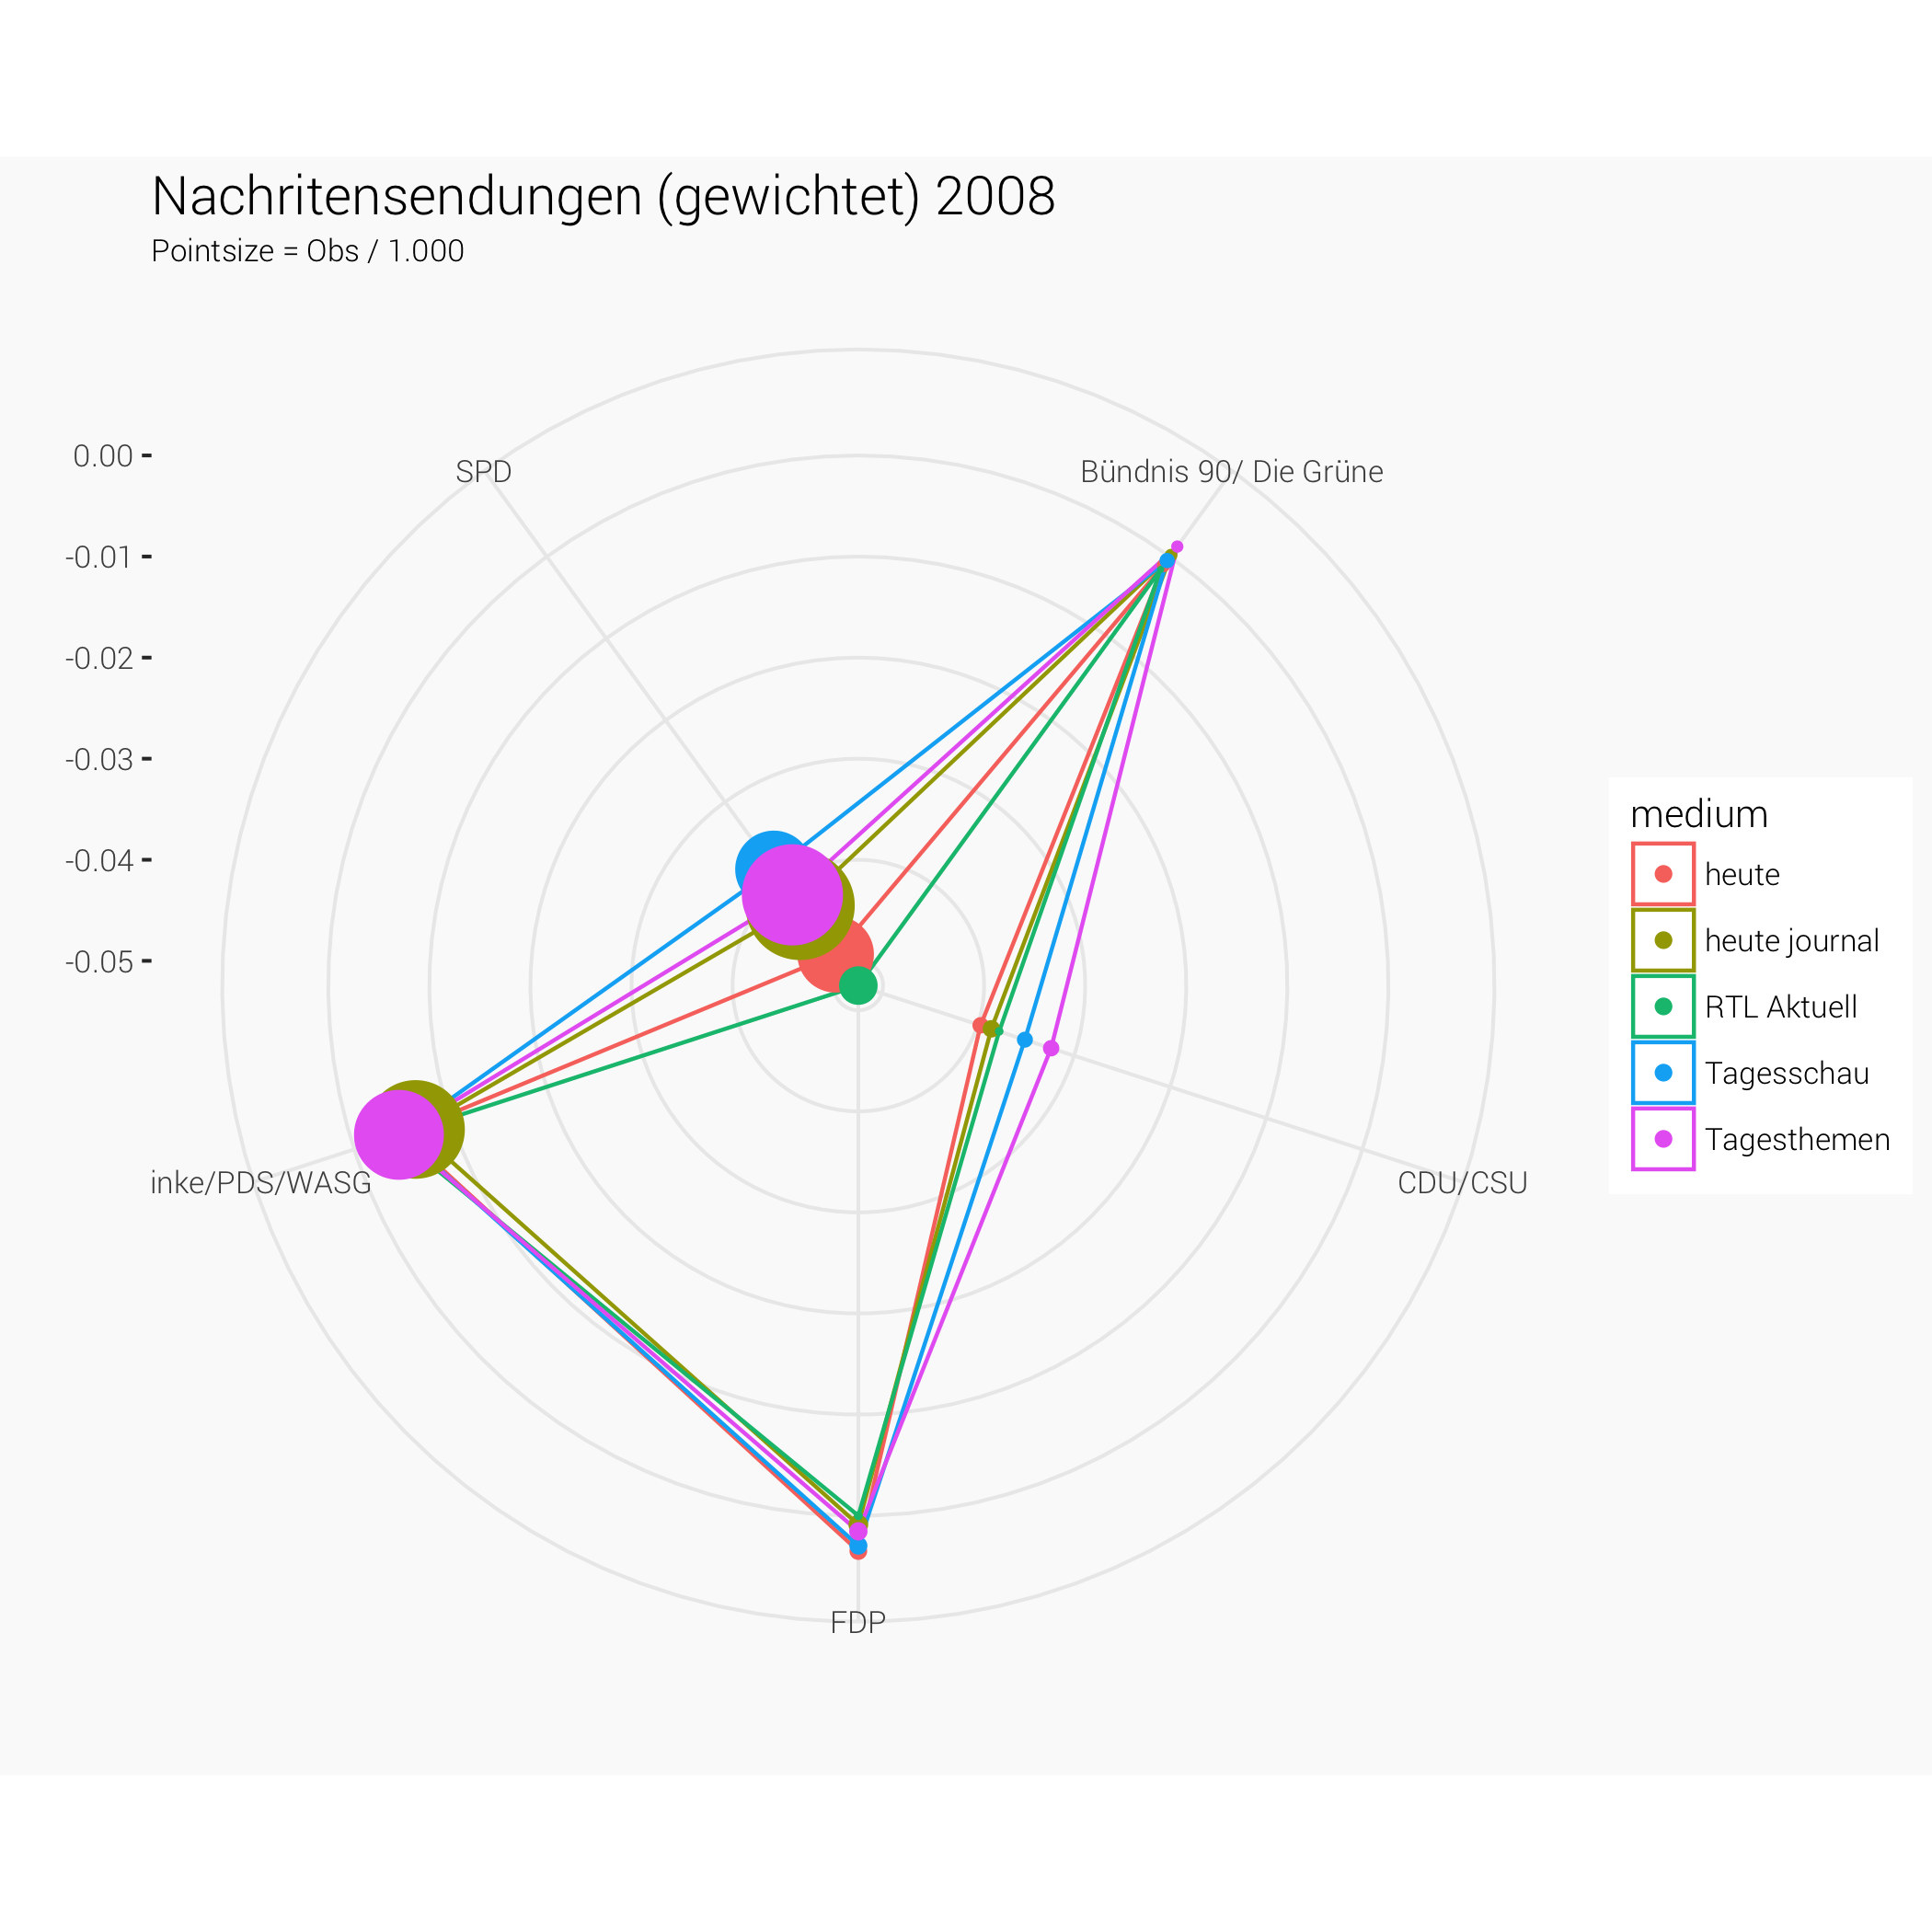 Nachritensendungen (gewichtet) 2008
Pointsize = Obs / 1.000
0.00
-0.01
-0.02
-0.03
-0.04
-0.05
SPD
Bündnis 90/ Die Grüne
inke/PDS/WASG
CDU/CSU
FDP
medium
heute
heute journal
RTL Aktuell
Tagesschau
Tagesthemen